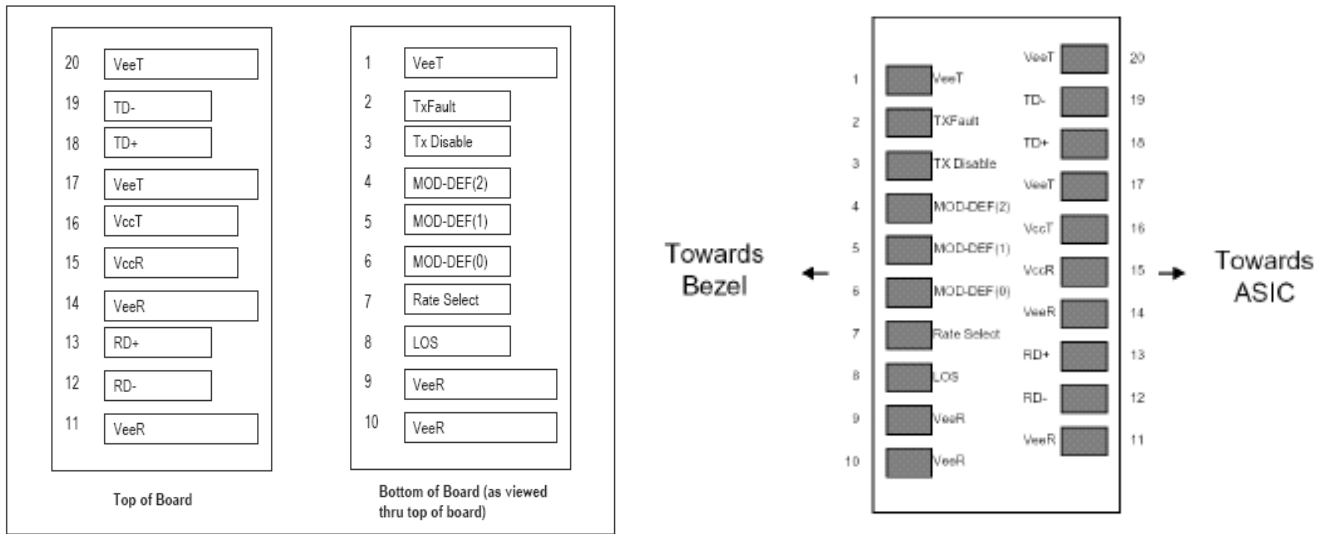 20 VeeT
19 TD-
18 TD+
17 VeeT
16 VccT
15 VccR
14 VeeR
13 RD+
12 RD-
11 VeeR
Top of Board
1 VeeT
2 TxFault
3 Tx Disable
4 MOD-DEF(2)
5 MOD-DEF(1)
6 MOD-DEF(0)
7 Rate Select
8 LOS
9 VeeR
10 VeeR
Bottom of Board (as viewed
thru top of board)
Towards
Bezel
1 VeeT
2 TXFault
3 TX Disable
4 MOD-DEF(2)
5 MOD-DEF(1)
6 MOD-DEF(0)
7 Rate Select
8 LOS
9 VeeR
10 VeeR
VeeT 20
TD- 19
TD+ 18
VeeT 17
VccT 16
VccR 15
VeeR 14
RD+ 13
RD- 12
VeeR 11
Towards
ASIC